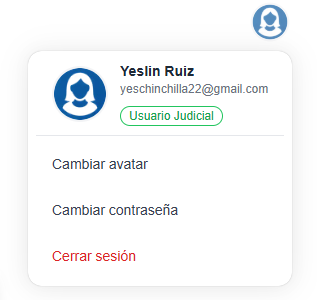 Yeslin Ruiz
yeschinchilla22@gmail.com
Usuario Judicial
Cambiar avatar
Cambiar contraseña
Cerrar sesión